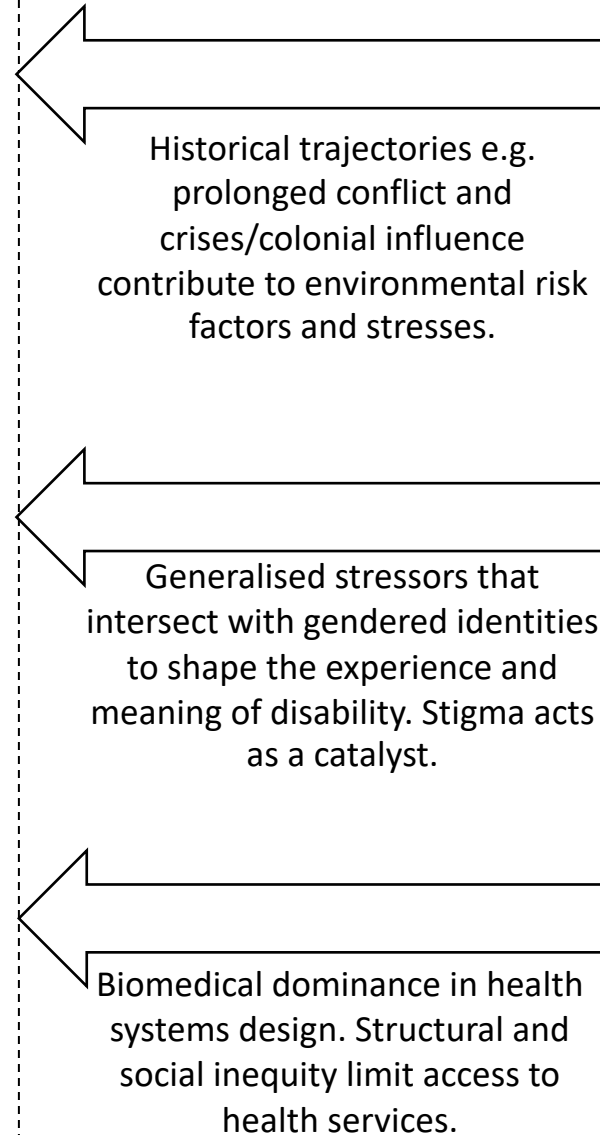 Historical trajectories e.g.
prolonged conflict and
crises/colonial influence
contribute to environmental risk
factors and stresses.
Generalised stressors that
intersect with gendered identities
to shape the experience and
meaning of disability. Stigma acts
as a catalyst.
Biomedical dominance in health
systems design. Structural and
social inequity limit access to
health services.